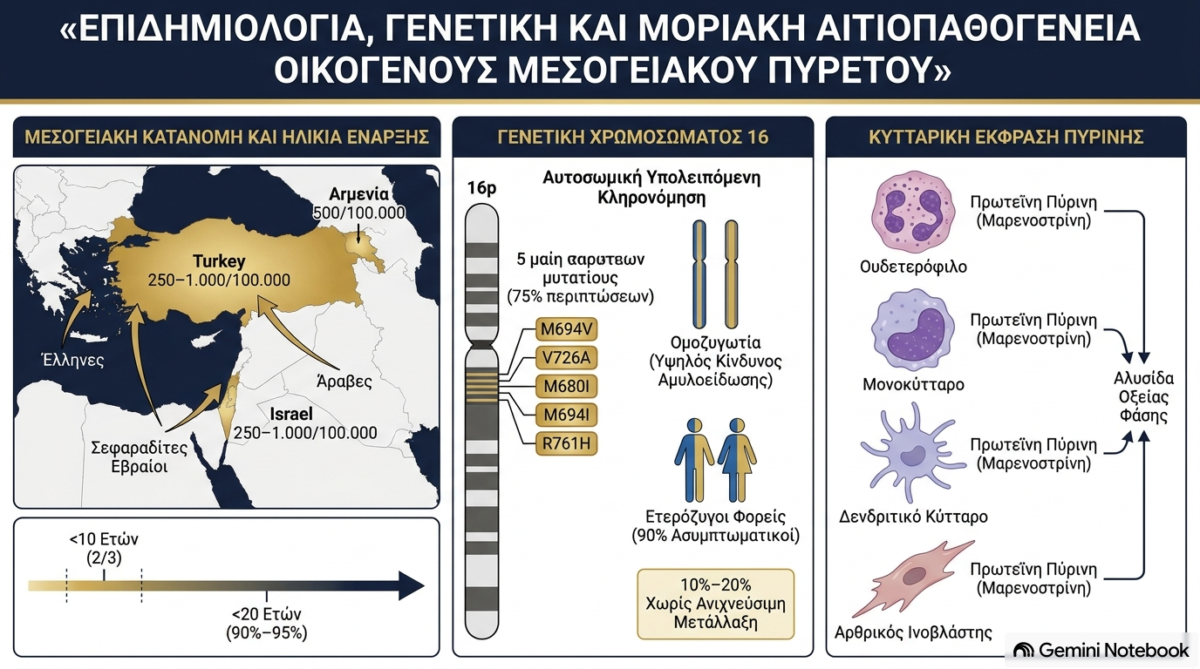 «ΕΠΙΔΗΜΙΟΛΟΓΙΑ, ΓΕΝΕΤΙΚΗ ΚΑΙ ΜΟΡΙΑΚΗ ΑΙΤΙΟΠΑΘΟΓΕΝΕΙΑ
ΟΙΚΟΓΕΝΟΥΣ ΜΕΣΟΓΕΙΑΚΟΥ ΠΥΡΕΤΟΥ»
ΜΕΣΟΓΕΙΑΚΗ ΚΑΤΑΝΟΜΗ ΚΑΙ ΗΛΙΚΙΑ ΕΝΑΡΞΗΣ
Αrμενία
500/100.000
Turkey
250–1.000/100.000
Έλληνες
Άραβες
Israel
250–1.000/100.000
Σεφαραδίτες
Εβραίοι
<10 Ετών
(2/3)
<20 Ετών
(90%–95%)
ΓΕΝΕΤΙΚΗ ΧΡΩΜΟΣΩΜΑΤΟΣ 16
16p
Αυτοσωμική Υπολειπόμενη
Κληρονόμηση
5 μαίη
μυτατίους
(75% περιπτώσεων)
M694V
V726A
M680I
M694I
R761H
Ομοζυγωτία
(Υψηλός Κίνδυνος
Αμυλοείδωσης)
Ετερόζυγοι Φορείς
(90% Ασυμπτωματικοί)
10%–20%
Χωρίς Ανιχνεύσιμη
Μετάλλαξη
ΚΥΤΤΑΡΙΚΗ ΕΚΦΡΑΣΗ ΠΥΡΙΝΗΣ
Πρωτεΐνη Πύρινη
(Μαρενοστρίνη)
Ουδετερόφιλο
Πρωτεΐνη Πύρινη
(Μαρενοστρίνη)
Μονοκύτταρο
Αλυσίδα
Οξείας
Φάσης
Πρωτεΐνη Πύρινη
(Μαρενοστρίνη)
Δενδριτικό Κύτταρο
Πρωτεΐνη Πύρινη
(Μαρενοστρίνη)
Αρθρικός Ινοβλάστης
Gemini Notebook